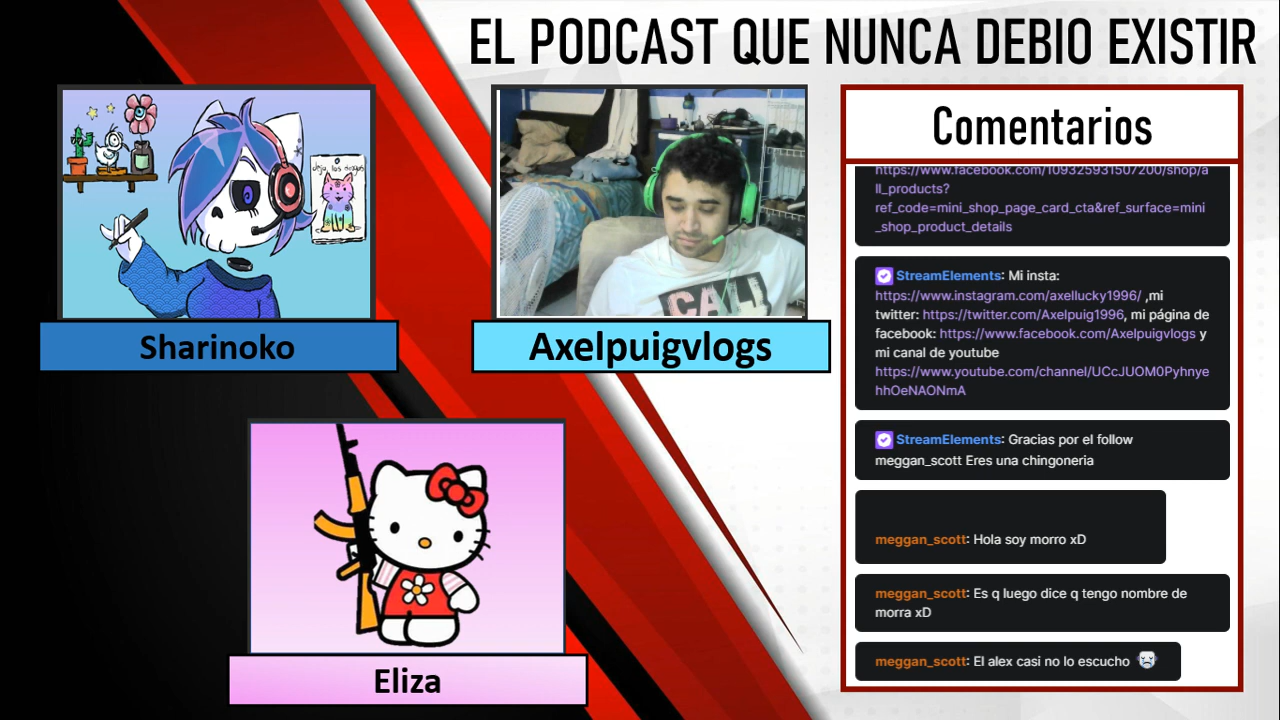 EL PODCAST QUE NUNCA DEBIO EXISTIR
deja las drogas
Sharinoko
CALI
Axelpuigvlogs
Eliza
Comentarios
https://www.facebook.com/109325931507200/shop/a
ll_products?
ref_code=mini_shop_page_card_cta&ref_surface=mini
_shop_product_details
StreamElements: Mi insta:
https://www.instagram.com/axellucky1996/ ,mi
twitter: https://twitter.com/Axelpuig1996, mi página de
facebook: https://www.facebook.com/Axelpuigvlogs y
mi canal de youtube
https://www.youtube.com/channel/UCcJUOM0Pyhnye
hhOeNAONmA
StreamElements: Gracias por el follow
meggan_scott Eres una chingoneria
meggan_scott: Hola soy morro xD
meggan_scott: Es q luego dice q tengo nombre de
morra xD
meggan_scott: El alex casi no lo escucho